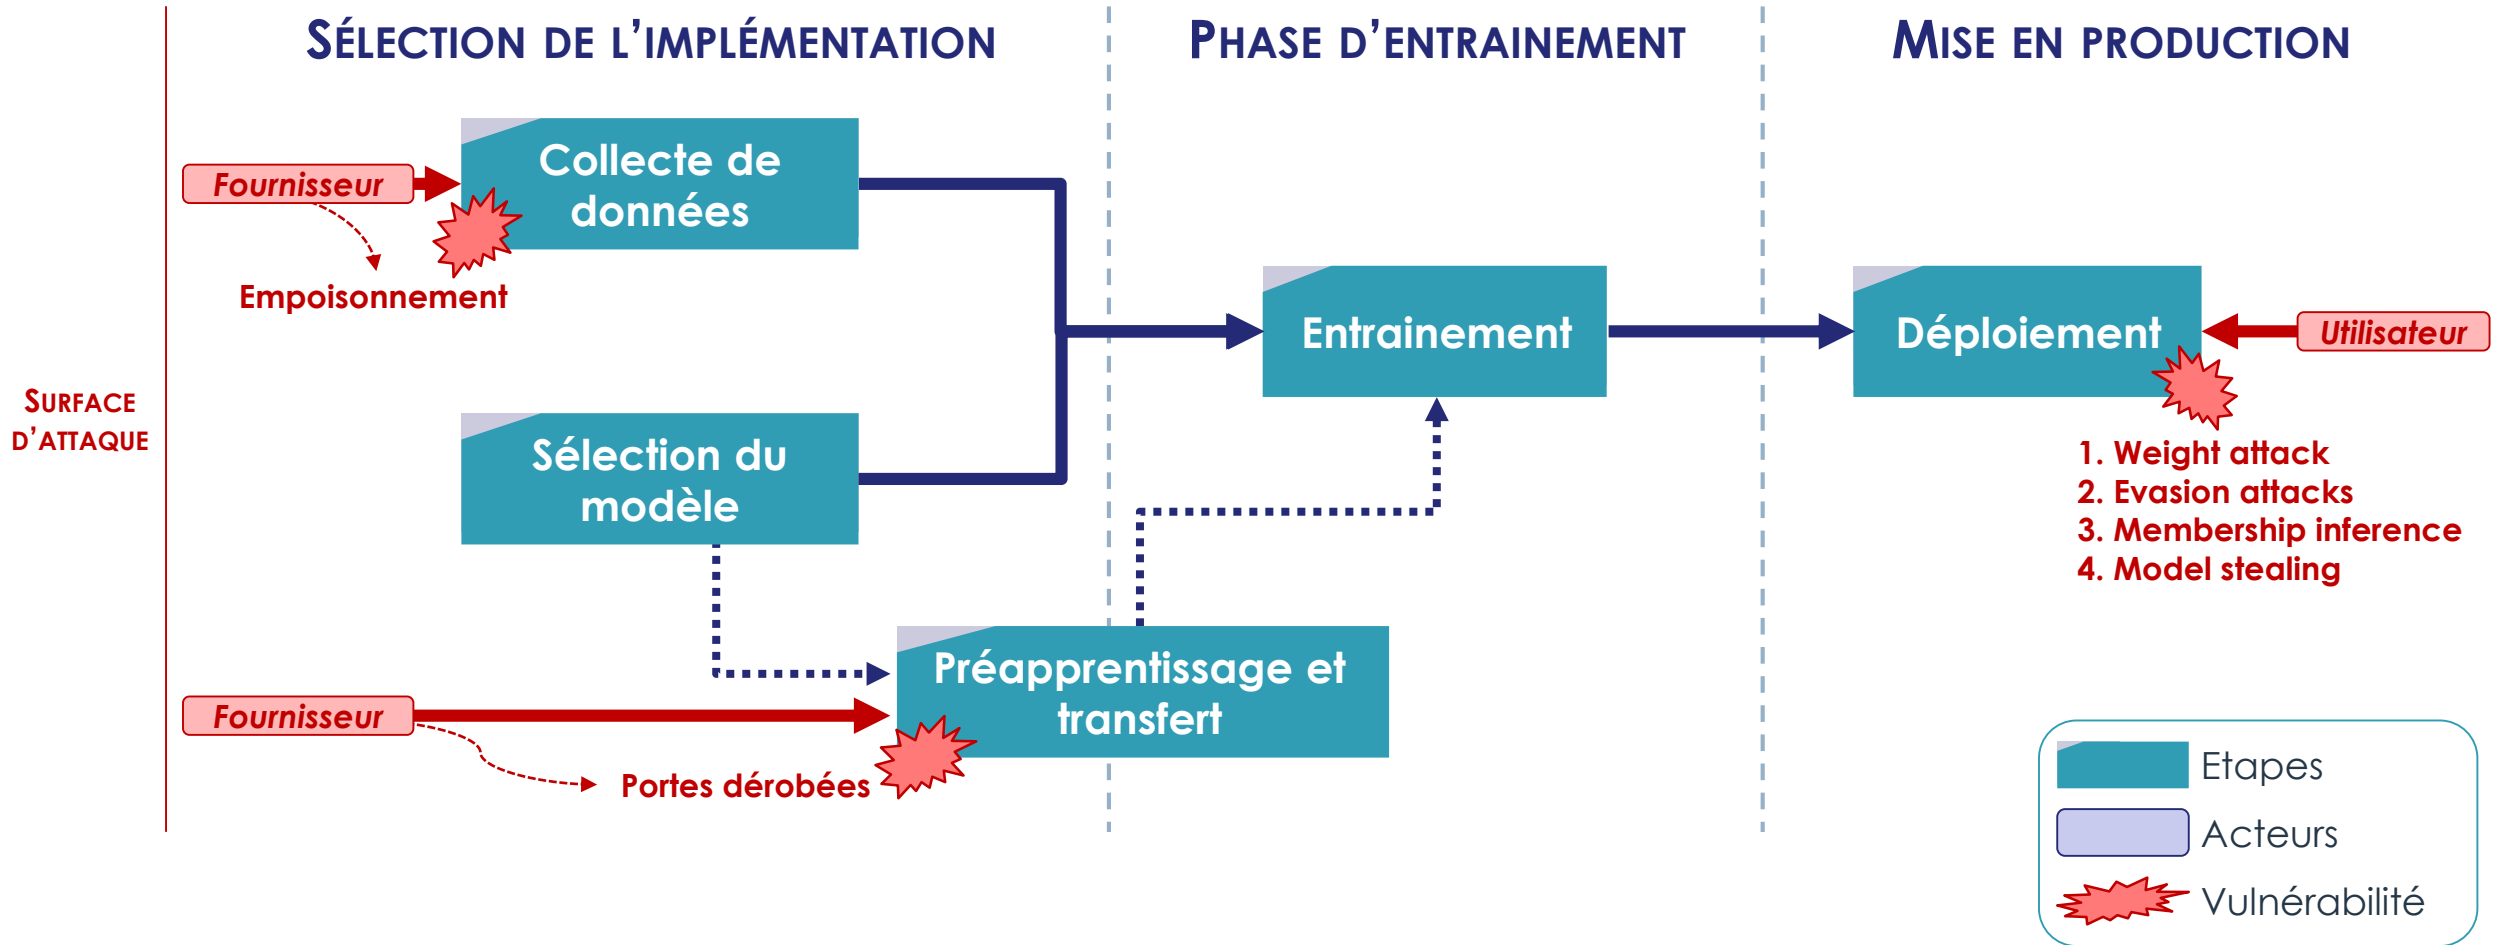 SÉLECTION DE L’IMPLÉMENTATION
PHASE D’ENTRAINEMENT
MISE EN PRODUCTION
SURFACE
D’ATTAQUE
Fournisseur
Collecte de
données
Empoisonnement
Sélection du
modèle
Entrainement
Déploiement
Utilisateur
1. Weight attack
2. Evasion attacks
3. Membership inference
4. Model stealing
Préapprentissage et
transfert
Fournisseur
Portes dérobées
Etapes
Acteurs
Vulnérabilité